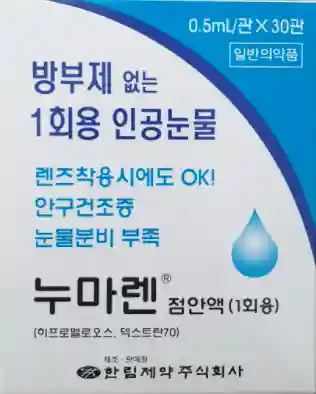 0.5mL/관×30관
일반의약품
방부제 없는
1회용 인공눈물
렌즈착용시에도 OK!
안구건조증
눈물분비 부족
누마렌® 점안액(1회용)
(히프로멜로오스, 덱스트란70)
제조·판매원
한림제약주식회사